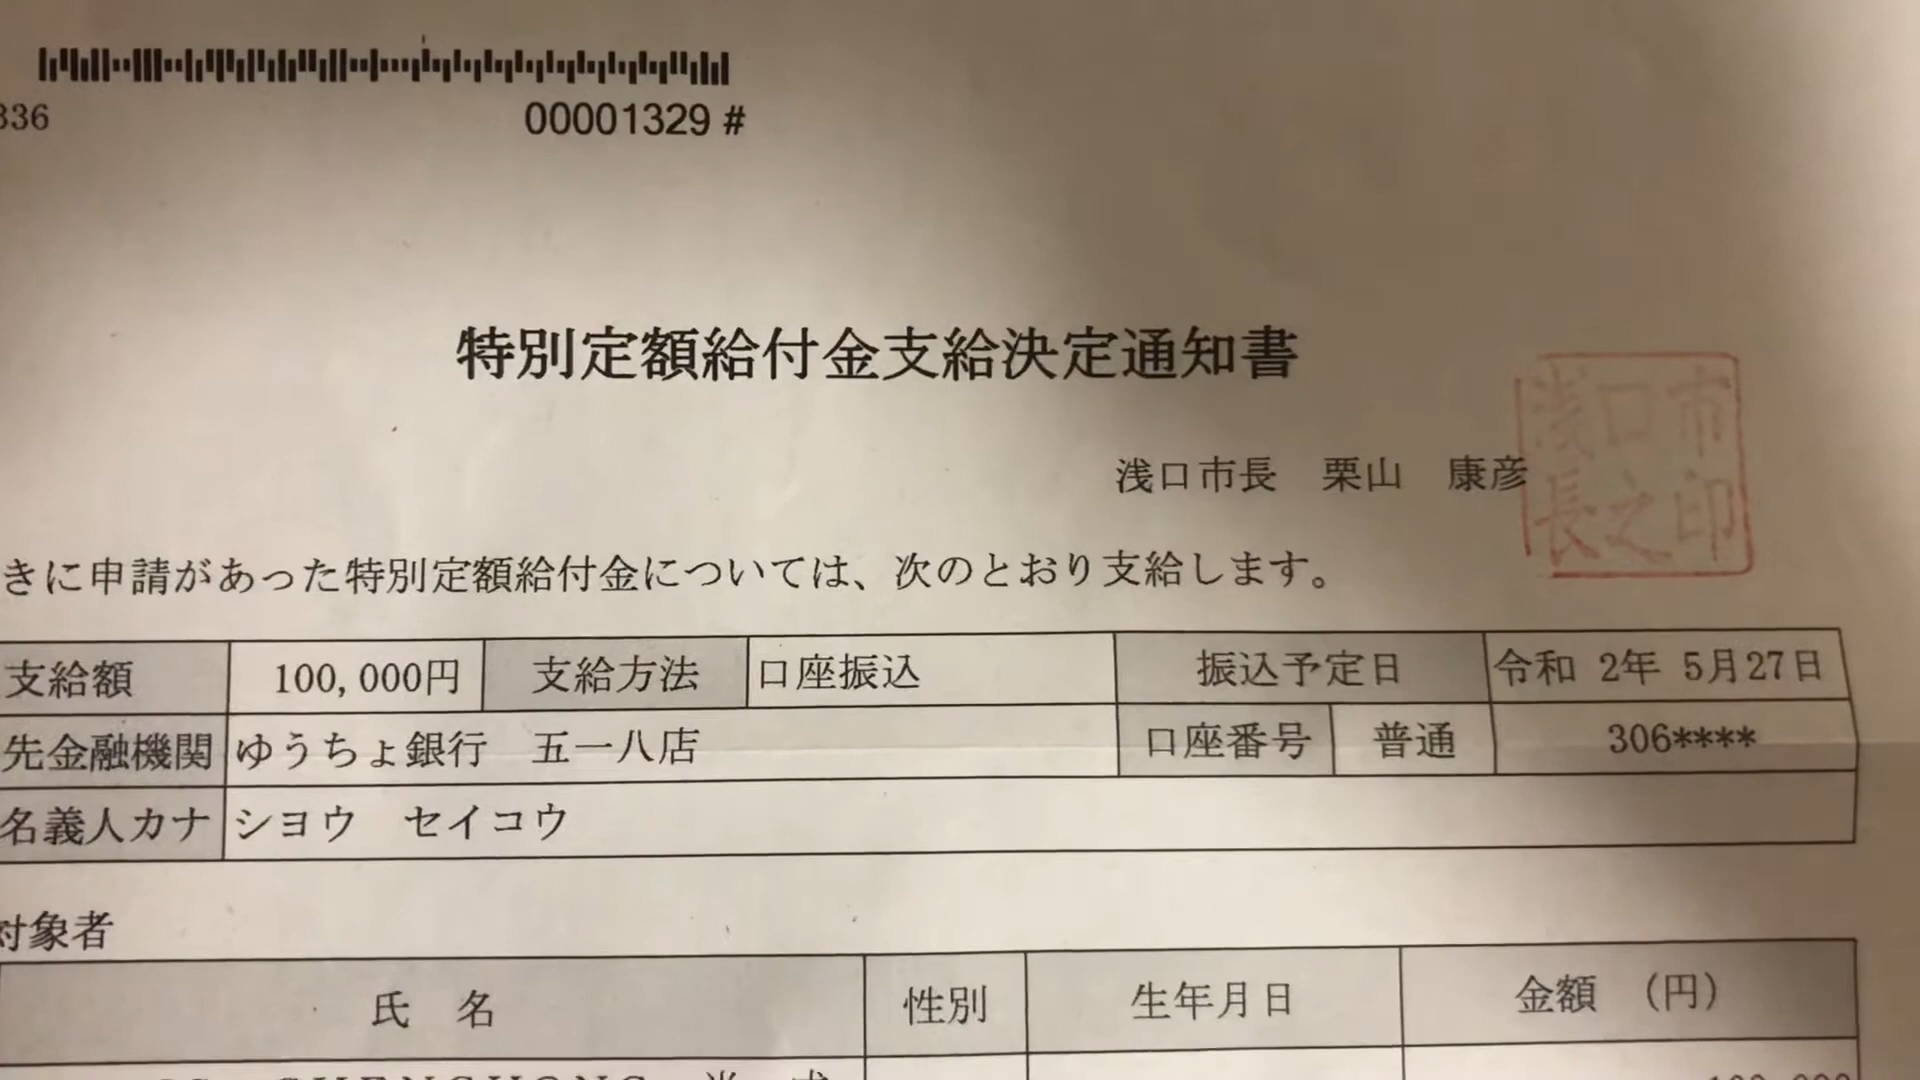 336
00001329 #
特別定額給付金支給決定通知書
浅口市長 栗山 康彦
浅口市
長之印
きに申請があった特別定額給付金については、次のとおり支給します。
支給額 100,000円 支給方法 口座振込 振込予定日 令和 2年 5月27日
先金融機関 ゆうちょ銀行 五一八店 口座番号 普通 306****
名義人カナ シヨウ セイコウ
対象者
氏 名 性別 生年月日 金額 (円)